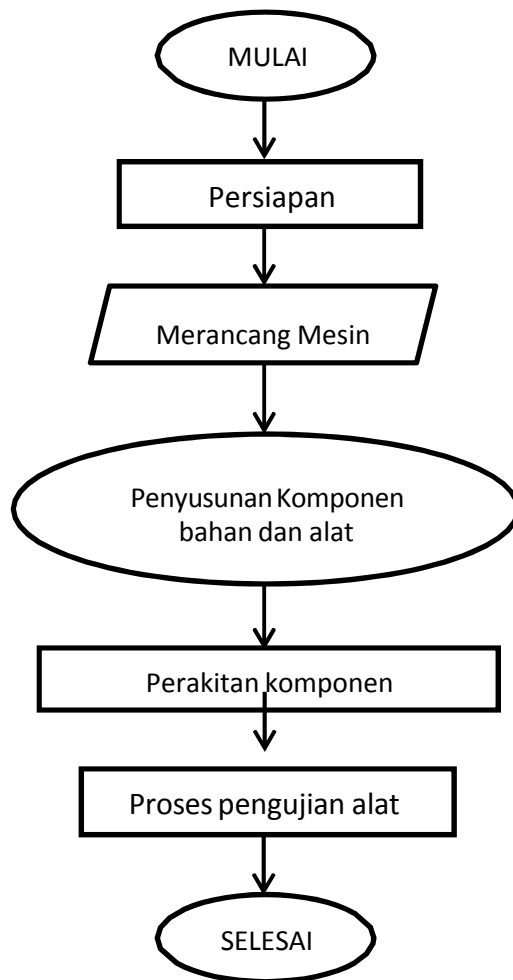 MULAI
Persiapan
Merancang Mesin
Penyusunan Komponen
bahan dan alat
Perakitan komponen
Proses pengujian alat
SELESAI